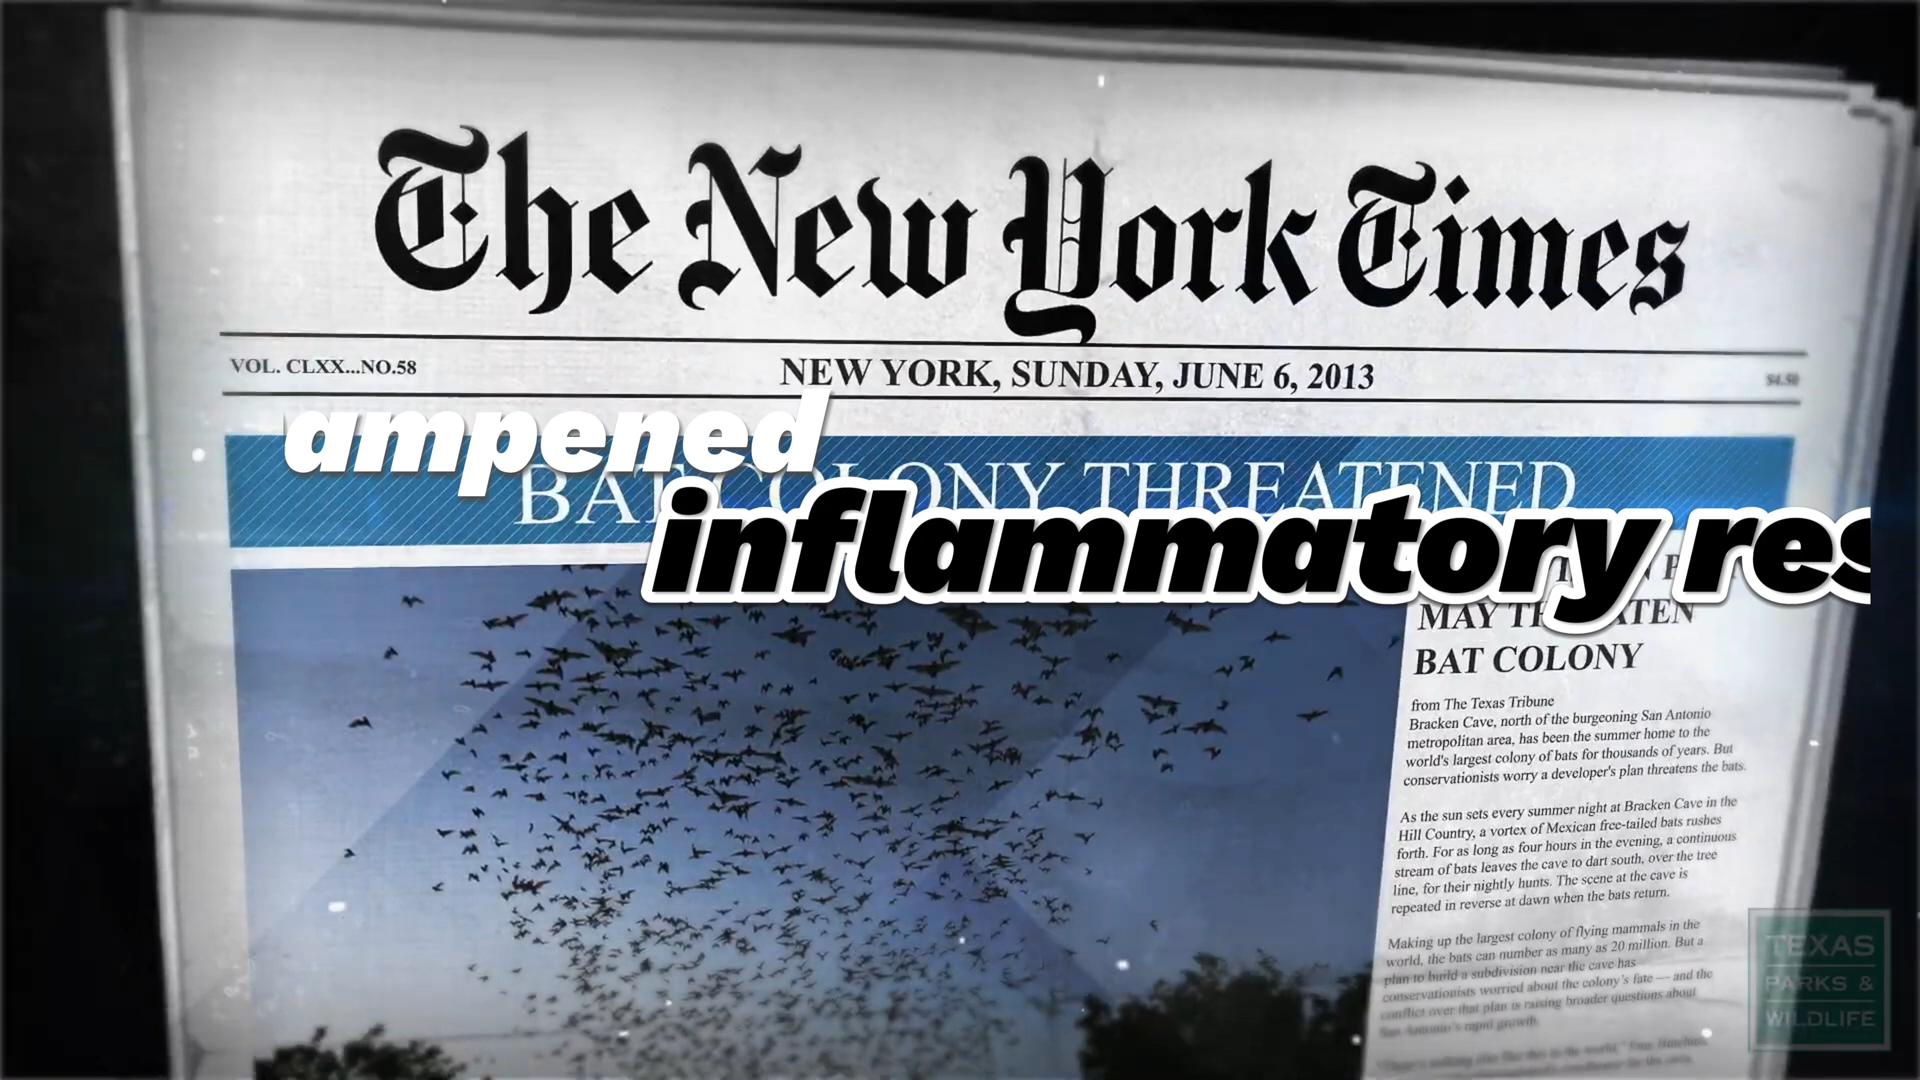 The New York Times
VOL. CLXX...NO.58
NEW YORK, SUNDAY, JUNE 6, 2013
$4.50
ampened
BAT COLONY THREATENED
inflammatory res
MAY THREATEN
BAT COLONY
from The Texas Tribune
Bracken Cave, north of the burgeoning San Antonio
metropolitan area, has been the summer home to the
world's largest colony of bats for thousands of years. But
conservationists worry a developer's plan threatens the bats.
As the sun sets every summer night at Bracken Cave in the
Hill Country, a vortex of Mexican free-tailed bats rushes
forth. For as long as four hours in the evening, a continuous
stream of bats leaves the cave to dart south, over the tree
line, for their nightly hunts. The scene at the cave is
repeated in reverse at dawn when the bats return.
Making up the largest colony of flying mammals in the
world, the bats can number as many as 20 million. But a
plan to build a subdivision near the cave has
conservationists worried about the colony's fate — and the
conflict over that plan is raising broader questions about
San Antonio's rapid growth.
TEXAS
PARKS &
WILDLIFE